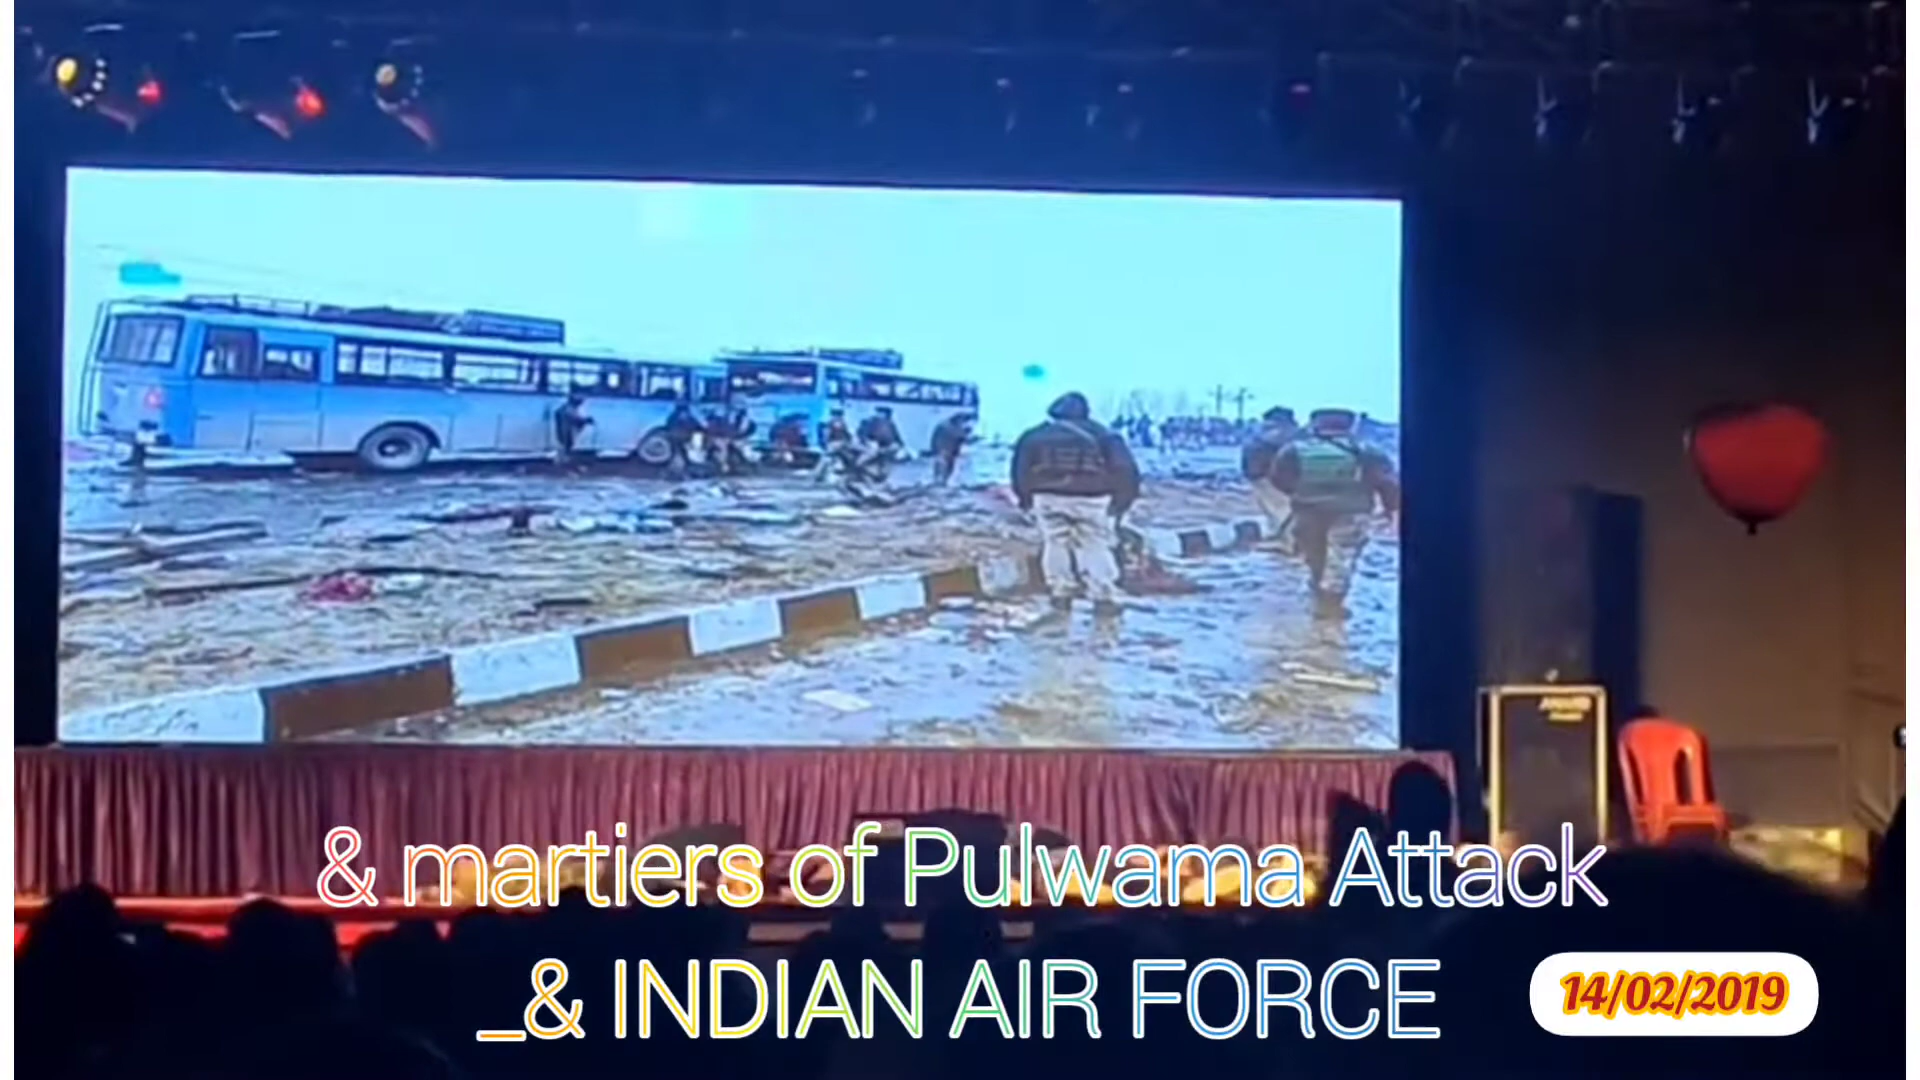 & martiers of Pulwama Attack
_& INDIAN AIR FORCE
14/02/2019